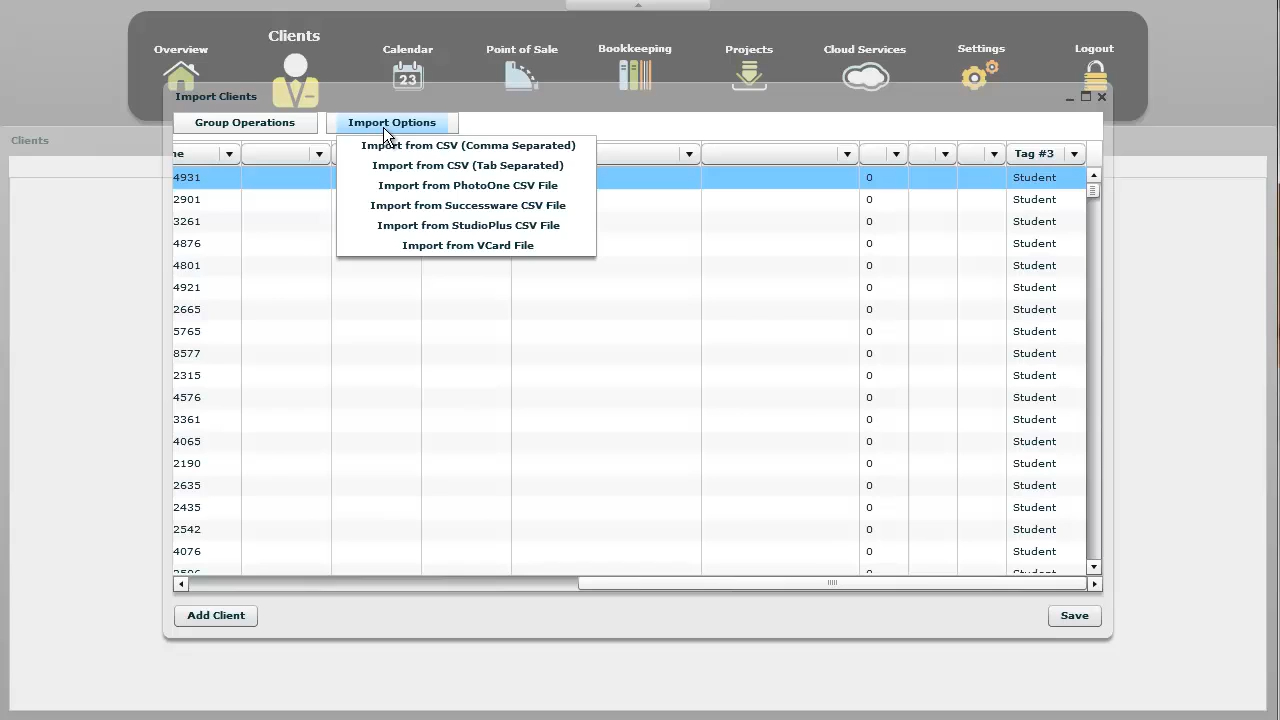 Overview
Clients
Calendar
Point of Sale
Bookkeeping
Projects
Cloud Services
Settings
Logout
23
Import Clients
Group Operations
Import Options
Clients
Import from CSV (Comma Separated)
Import from CSV (Tab Separated)
Import from PhotoOne CSV File
Import from Successware CSV File
Import from StudioPlus CSV File
Import from VCard File
ne
Tag #3
4931 0 Student
2901 0 Student
3261 0 Student
4876 0 Student
4801 0 Student
4921 0 Student
2665 0 Student
5765 0 Student
8577 0 Student
2315 0 Student
4576 0 Student
3361 0 Student
4065 0 Student
2190 0 Student
2635 0 Student
2435 0 Student
2542 0 Student
4076 0 Student
0 Student
Add Client
Save